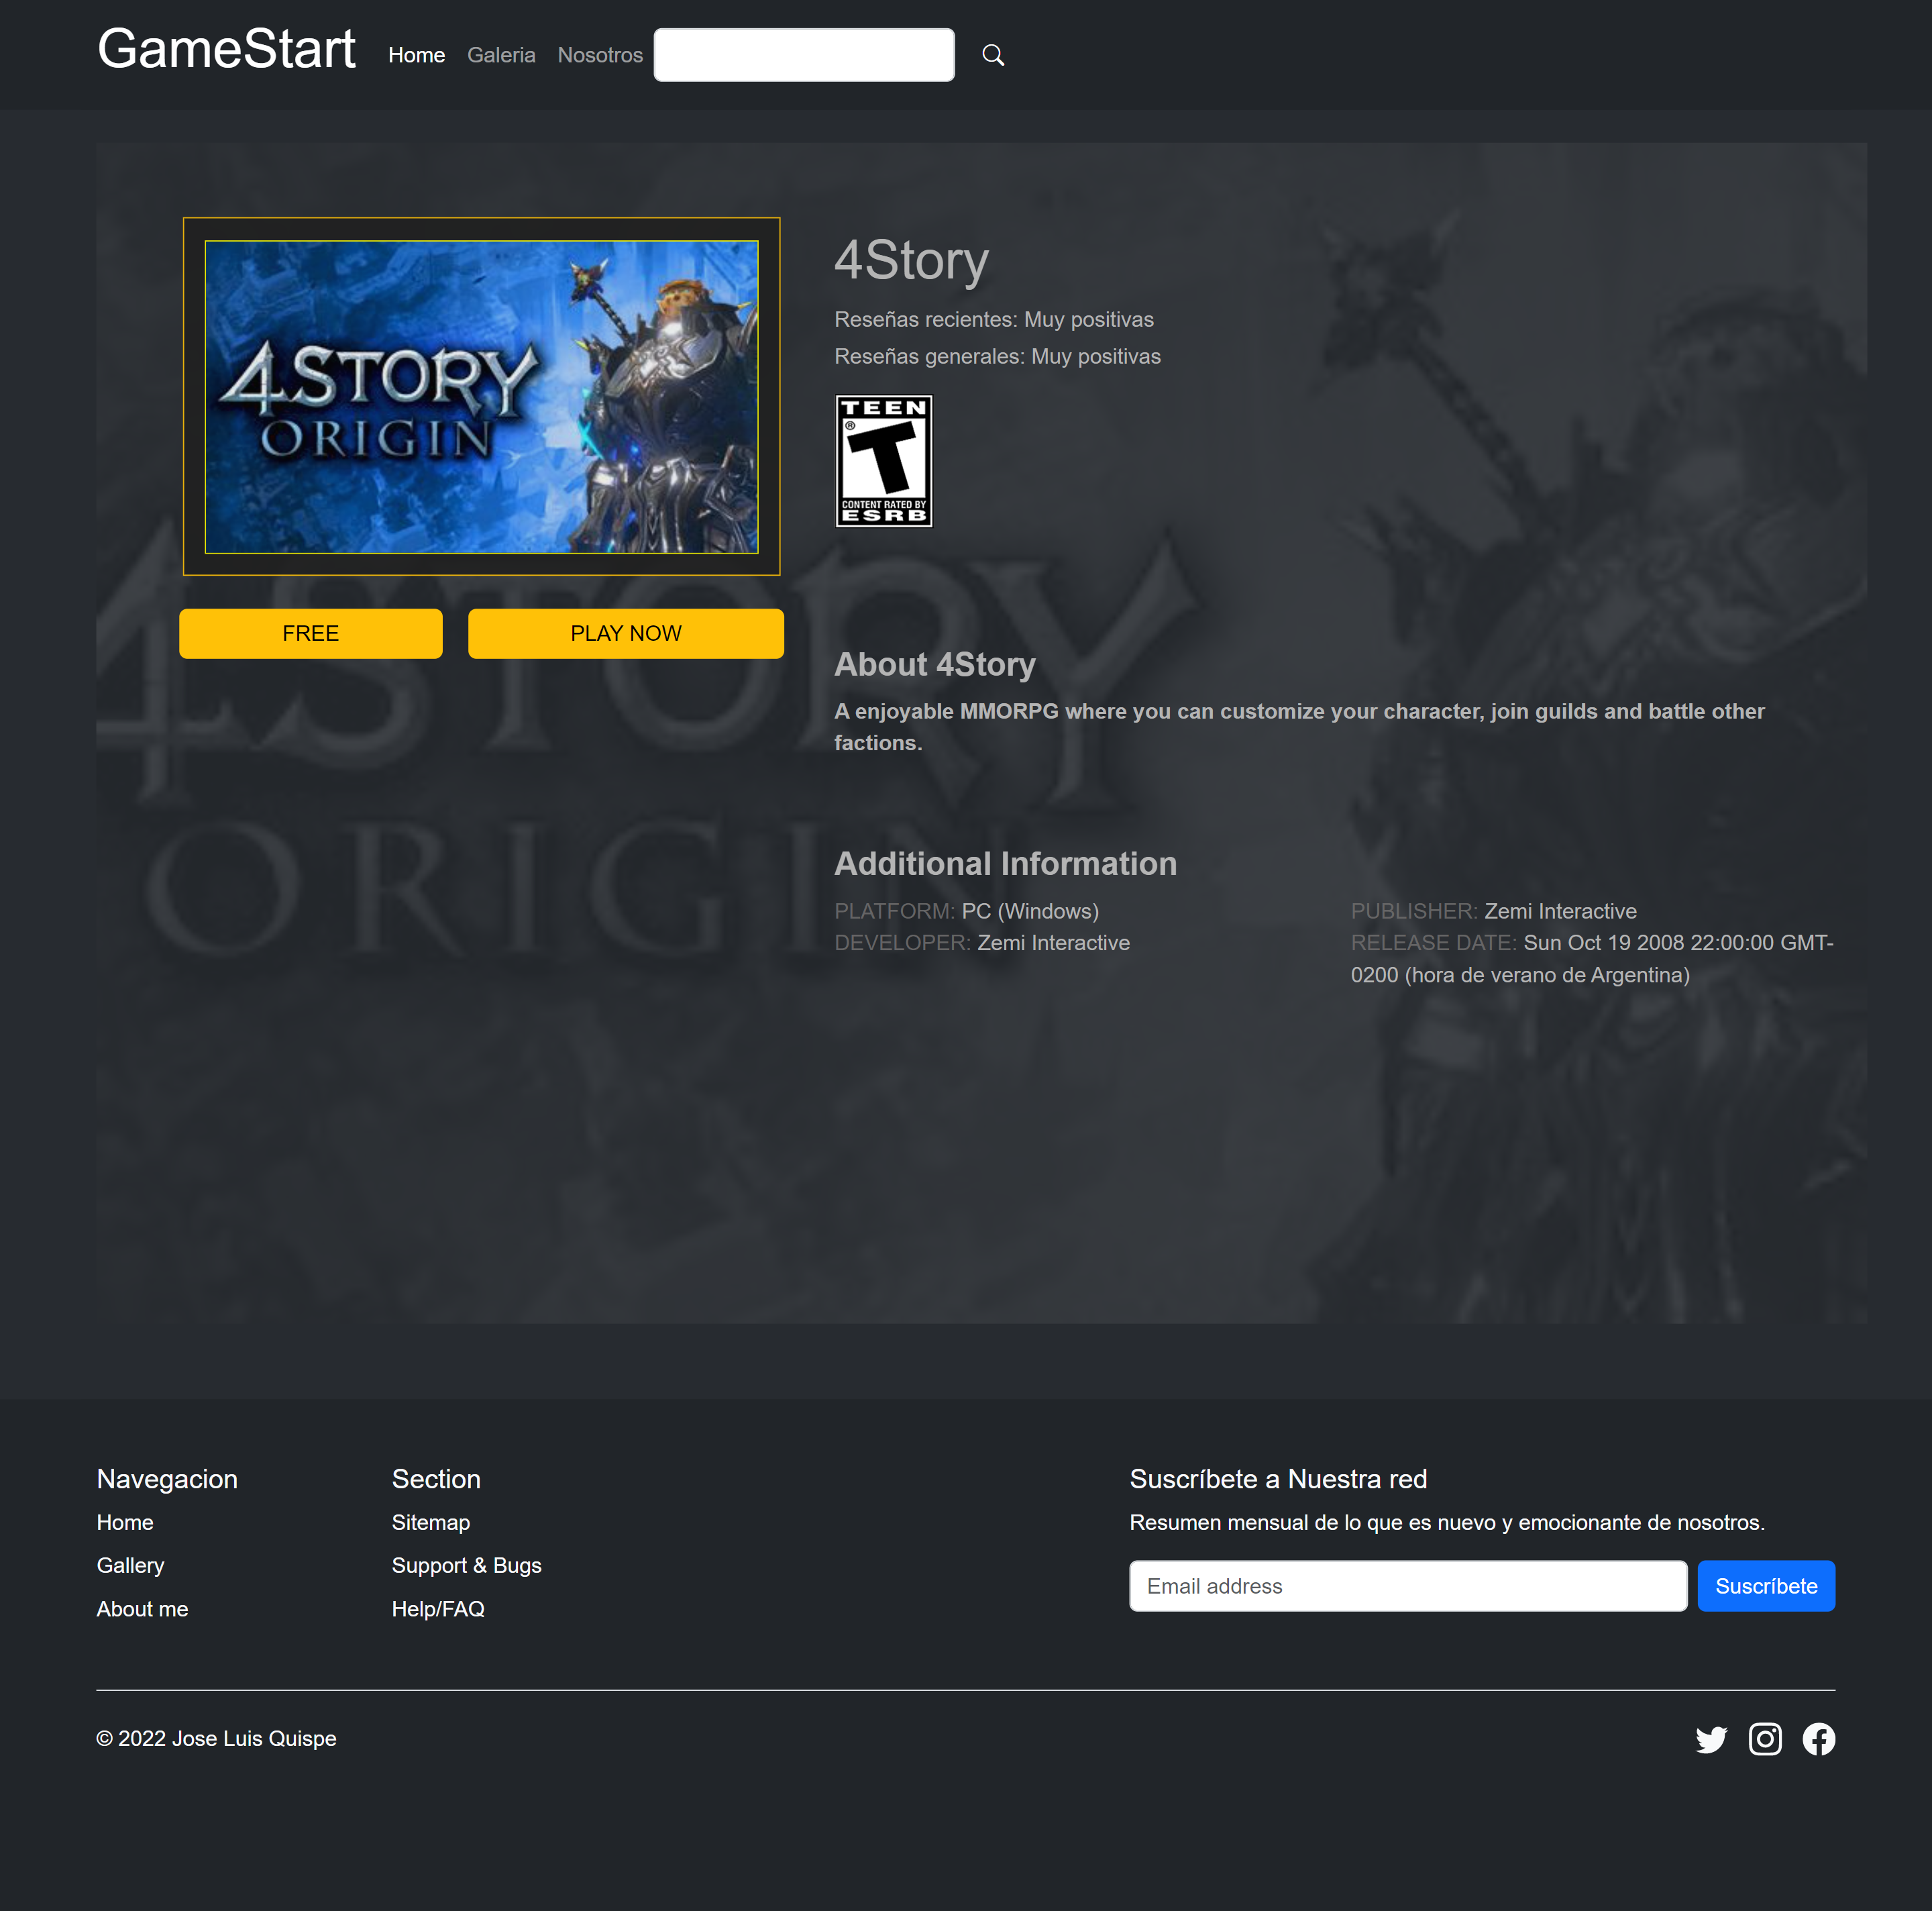 GameStart
Home
Galeria
Nosotros
4STORY
ORIGIN
FREE
PLAY NOW
4Story
Reseñas recientes: Muy positivas
Reseñas generales: Muy positivas
TEEN
T
®
CONTENT RATED BY
ESRB
About 4Story
A enjoyable MMORPG where you can customize your character, join guilds and battle other
factions.
Additional Information
PLATFORM: PC (Windows)
DEVELOPER: Zemi Interactive
PUBLISHER: Zemi Interactive
RELEASE DATE: Sun Oct 19 2008 22:00:00 GMT-
0200 (hora de verano de Argentina)
4STORY
ORIGIN
Navegacion
Home
Gallery
About me
Section
Sitemap
Support & Bugs
Help/FAQ
Suscríbete a Nuestra red
Resumen mensual de lo que es nuevo y emocionante de nosotros.
Email address
Suscríbete
© 2022 Jose Luis Quispe